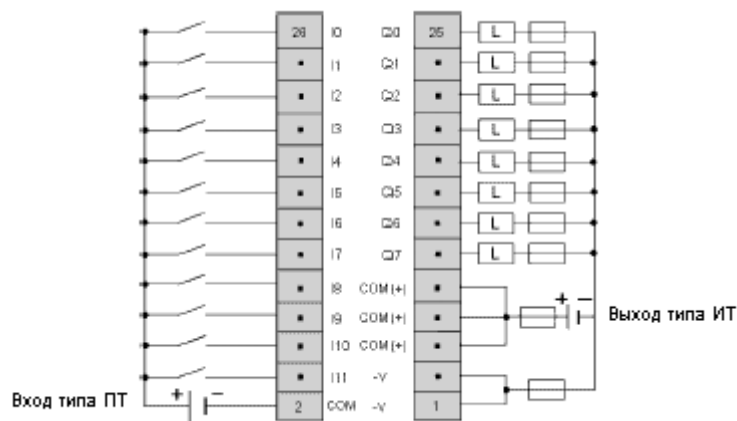 26 I0 Q0 25 L
I1 Q1 L
I2 Q2 L
I3 Q3 L
I4 Q4 L
I5 Q5 L
I6 Q6 L
I7 Q7 L
I8 COM(+)
I9 COM(+) + − Выход типа ИТ
I10 COM(+)
I11 -V
Вход типа ПТ + − 2 COM -V 1